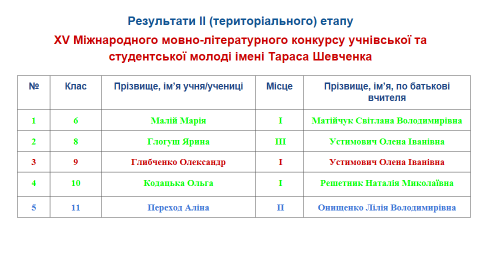 Результати ІІ (територіального) етапу
XV Міжнародного мовно-літературного конкурсу учнівської та
студентської молоді імені Тараса Шевченка
№ Клас Прізвище, ім'я учня/учениці Місце Прізвище, ім'я, по батькові
вчителя
1 6 Малій Марія І Матійчук Світлана Володимирівна
2 8 Глогуш Ярина ІІІ Устимович Олена Іванівна
3 9 Глибченко Олександр І Устимович Олена Іванівна
4 10 Кодацька Ольга І Решетник Наталія Миколаївна
5 11 Переход Аліна ІІ Онищенко Лілія Володимирівна